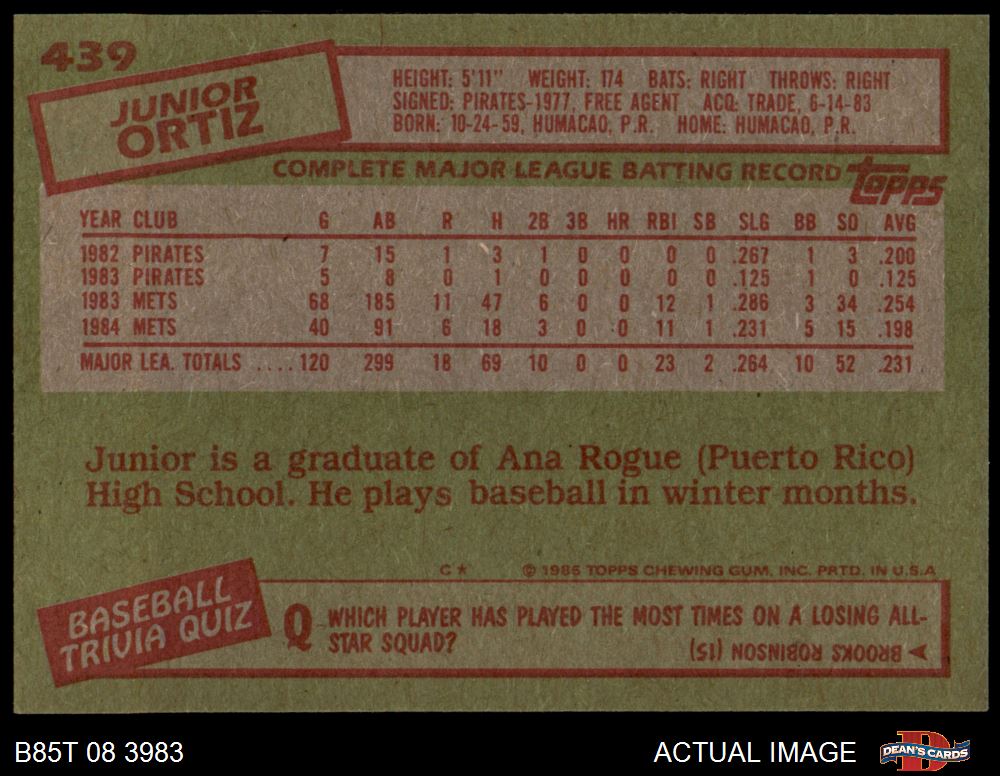 439
JUNIOR
ORTIZ
HEIGHT: 5'11" WEIGHT: 174 BATS: RIGHT THROWS: RIGHT
SIGNED: PIRATES-1977, FREE AGENT ACQ: TRADE, 6-14-83
BORN: 10-24-59, HUMACAO, P.R. HOME: HUMACAO, P.R.
COMPLETE MAJOR LEAGUE BATTING RECORD topps
YEAR CLUB G AB R H 2B 3B HR RBI SB SLG BB SO AVG
1982 PIRATES 7 15 1 3 1 0 0 0 0 .267 1 3 .200
1983 PIRATES 5 8 0 1 0 0 0 0 0 .125 1 0 .125
1983 METS 68 185 11 47 6 0 0 12 1 .286 3 34 .254
1984 METS 40 91 6 18 3 0 0 11 1 .231 5 15 .198
MAJOR LEA. TOTALS ....120 299 18 69 10 0 0 23 2 .264 10 52 .231
Junior is a graduate of Ana Rogue (Puerto Rico)
High School. He plays baseball in winter months.
C* © 1985 TOPPS CHEWING GUM, INC. PRTD. IN U.S.A
BASEBALL
TRIVIA QUIZ
Q WHICH PLAYER HAS PLAYED THE MOST TIMES ON A LOSING ALL-
STAR SQUAD?
BROOKS ROBINSON (15)
B85T 08 3983 ACTUAL IMAGE DEAN'S CARDS